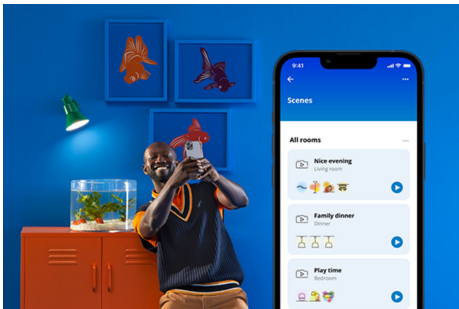 9:41
Scenes
All rooms
Nice evening
Living room
Family dinner
Dinner
Play time
Bedroom